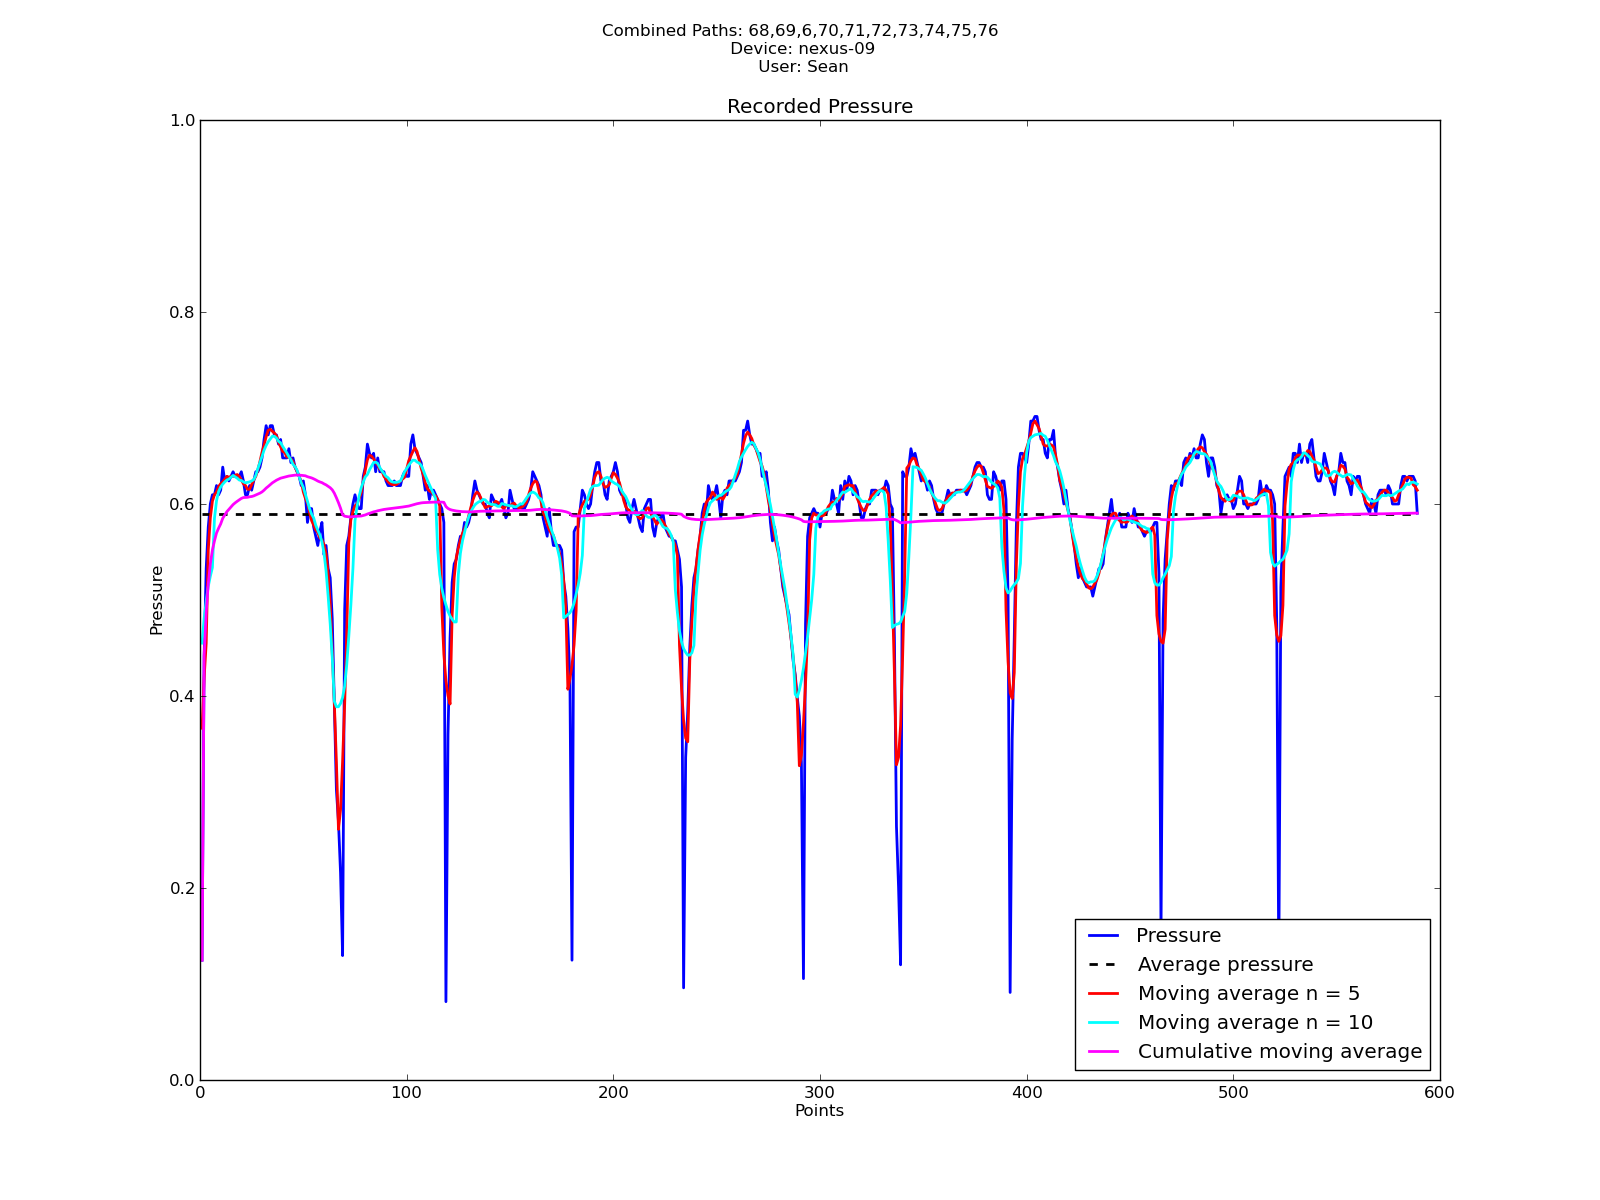 Combined Paths: 68,69,6,70,71,72,73,74,75,76
Device: nexus-09
User: Sean
Recorded Pressure
1.0
0.8
0.6
0.4
0.2
0.0
Pressure
0 100 200 300 400 500 600
Points
Pressure
Average pressure
Moving average n = 5
Moving average n = 10
Cumulative moving average